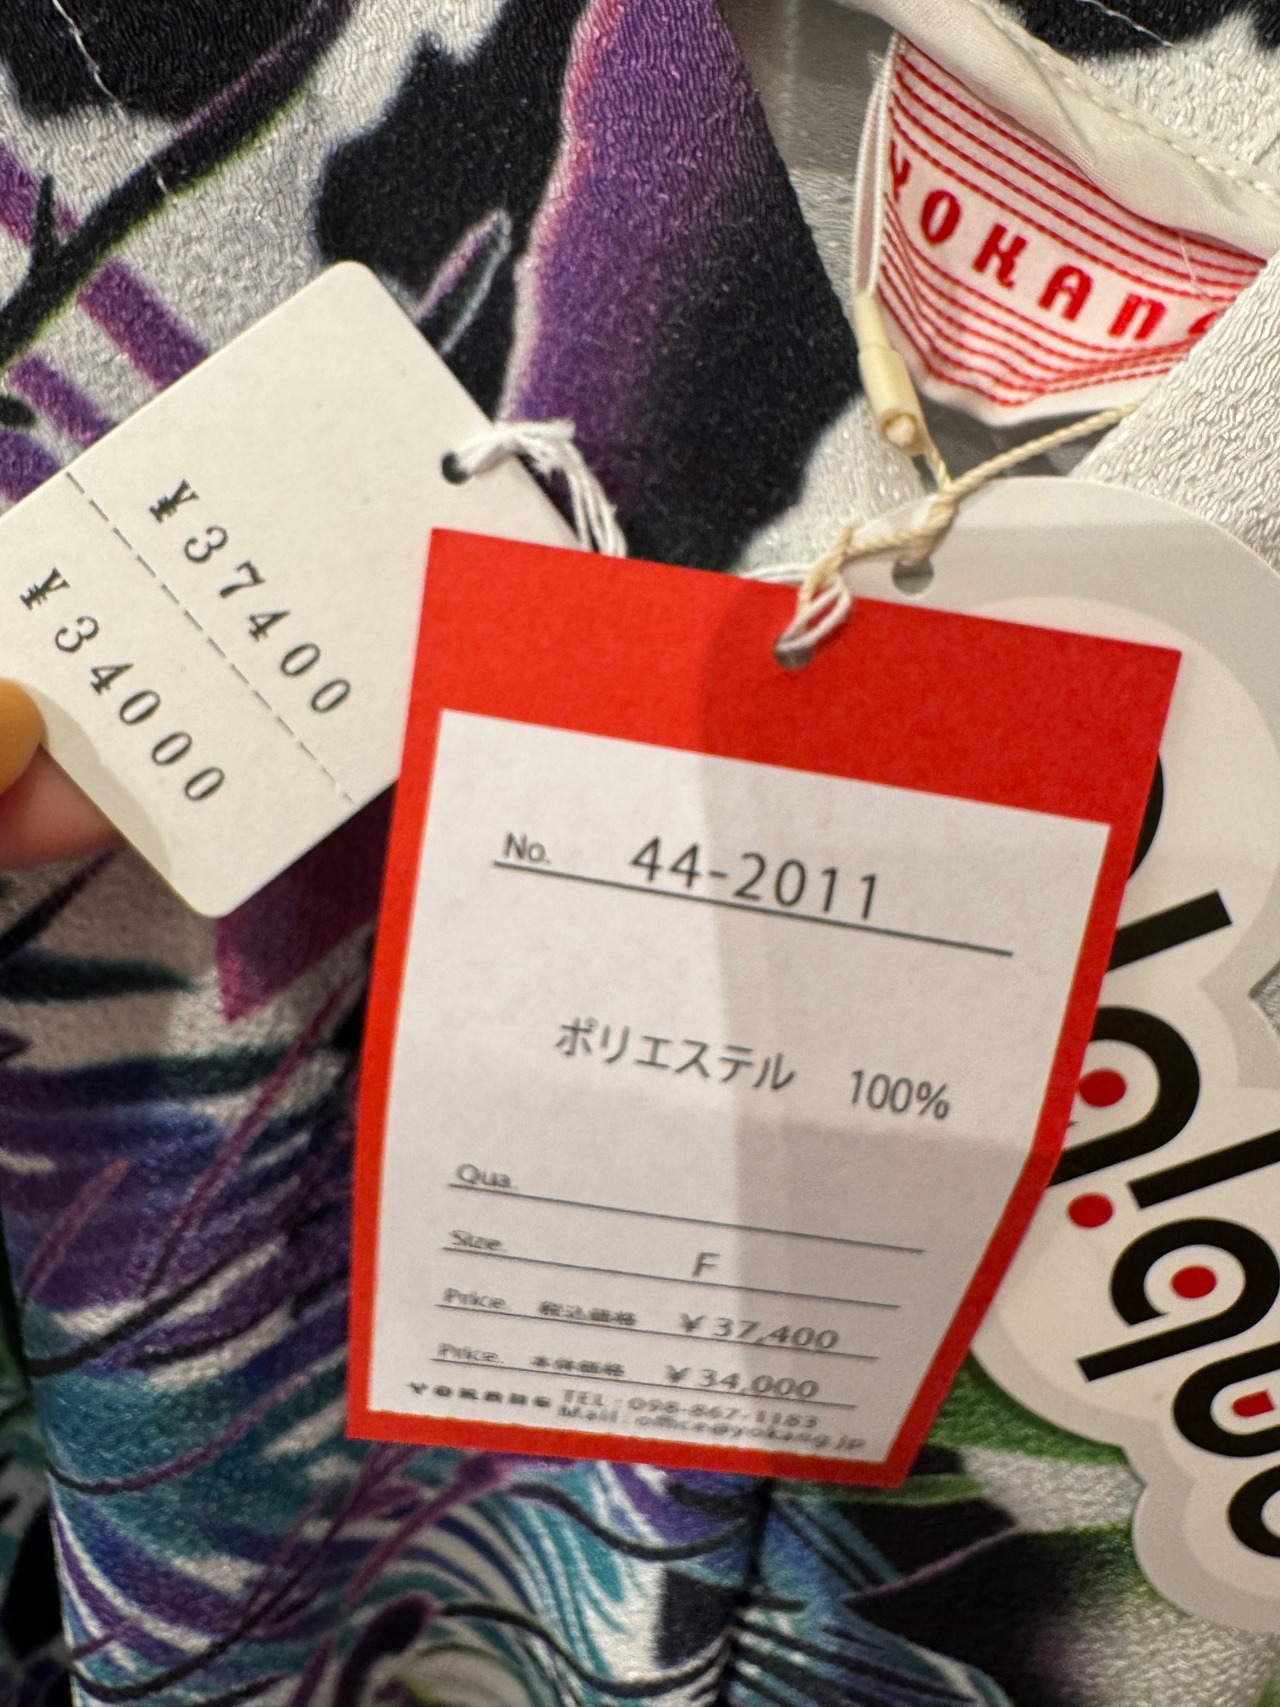 YOKANG
¥37400
¥34000
No. 44-2011
ポリエステル 100%
Qua.
Size. F
Price. 税込価格 ¥37,400
Price. 本体価格 ¥34,000
YOKANG TEL:098-867-1163
Mail:office@yokang.jp